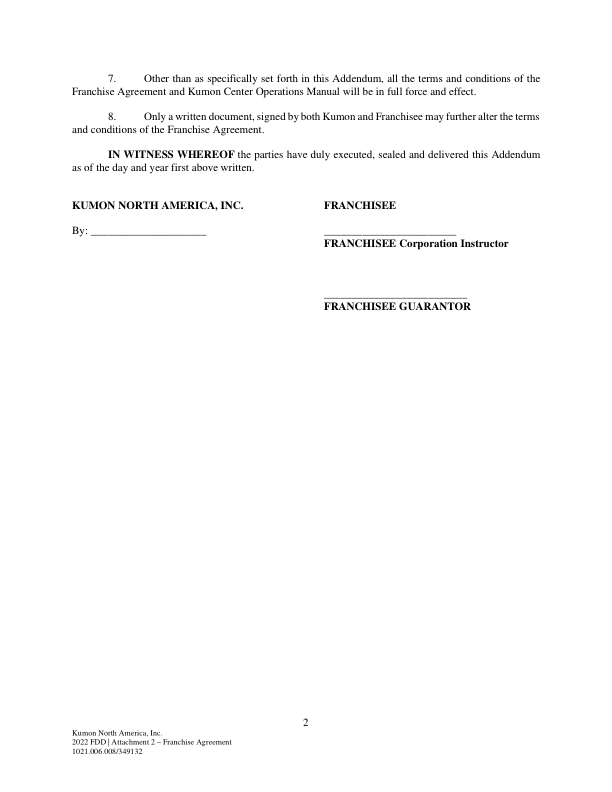 7. Other than as specifically set forth in this Addendum, all the terms and conditions of the
Franchise Agreement and Kumon Center Operations Manual will be in full force and effect.
8. Only a written document, signed by both Kumon and Franchisee may further alter the terms
and conditions of the Franchise Agreement.
IN WITNESS WHEREOF the parties have duly executed, sealed and delivered this Addendum
as of the day and year first above written.
KUMON NORTH AMERICA, INC. FRANCHISEE
By: _____________________ ________________________
FRANCHISEE Corporation Instructor
__________________________
FRANCHISEE GUARANTOR
2
Kumon North America, Inc.
2022 FDD | Attachment 2 – Franchise Agreement
1021.006.008/349132